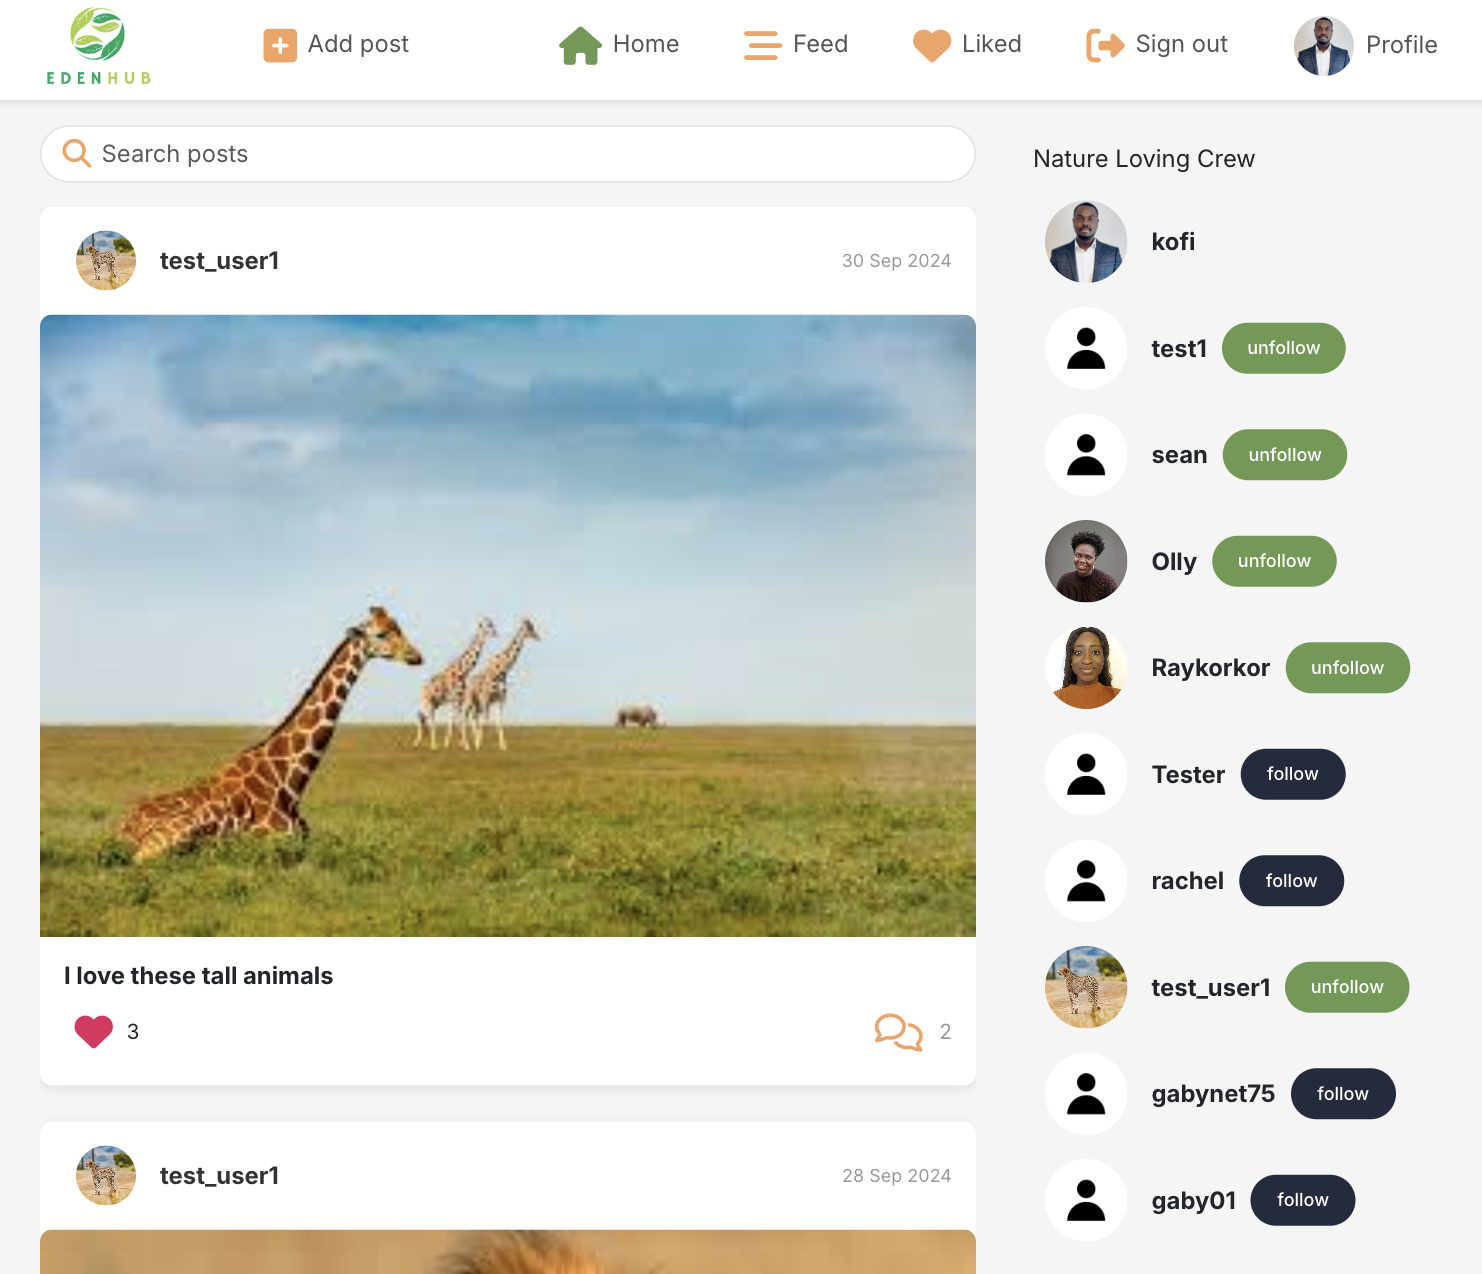 EDENHUB
Add post
Home
Feed
Liked
Sign out
Profile
Search posts
test_user1
30 Sep 2024
I love these tall animals
3
2
test_user1
28 Sep 2024
Nature Loving Crew
kofi
test1 unfollow
sean unfollow
Olly unfollow
Raykorkor unfollow
Tester follow
rachel follow
test_user1 unfollow
gabynet75 follow
gaby01 follow